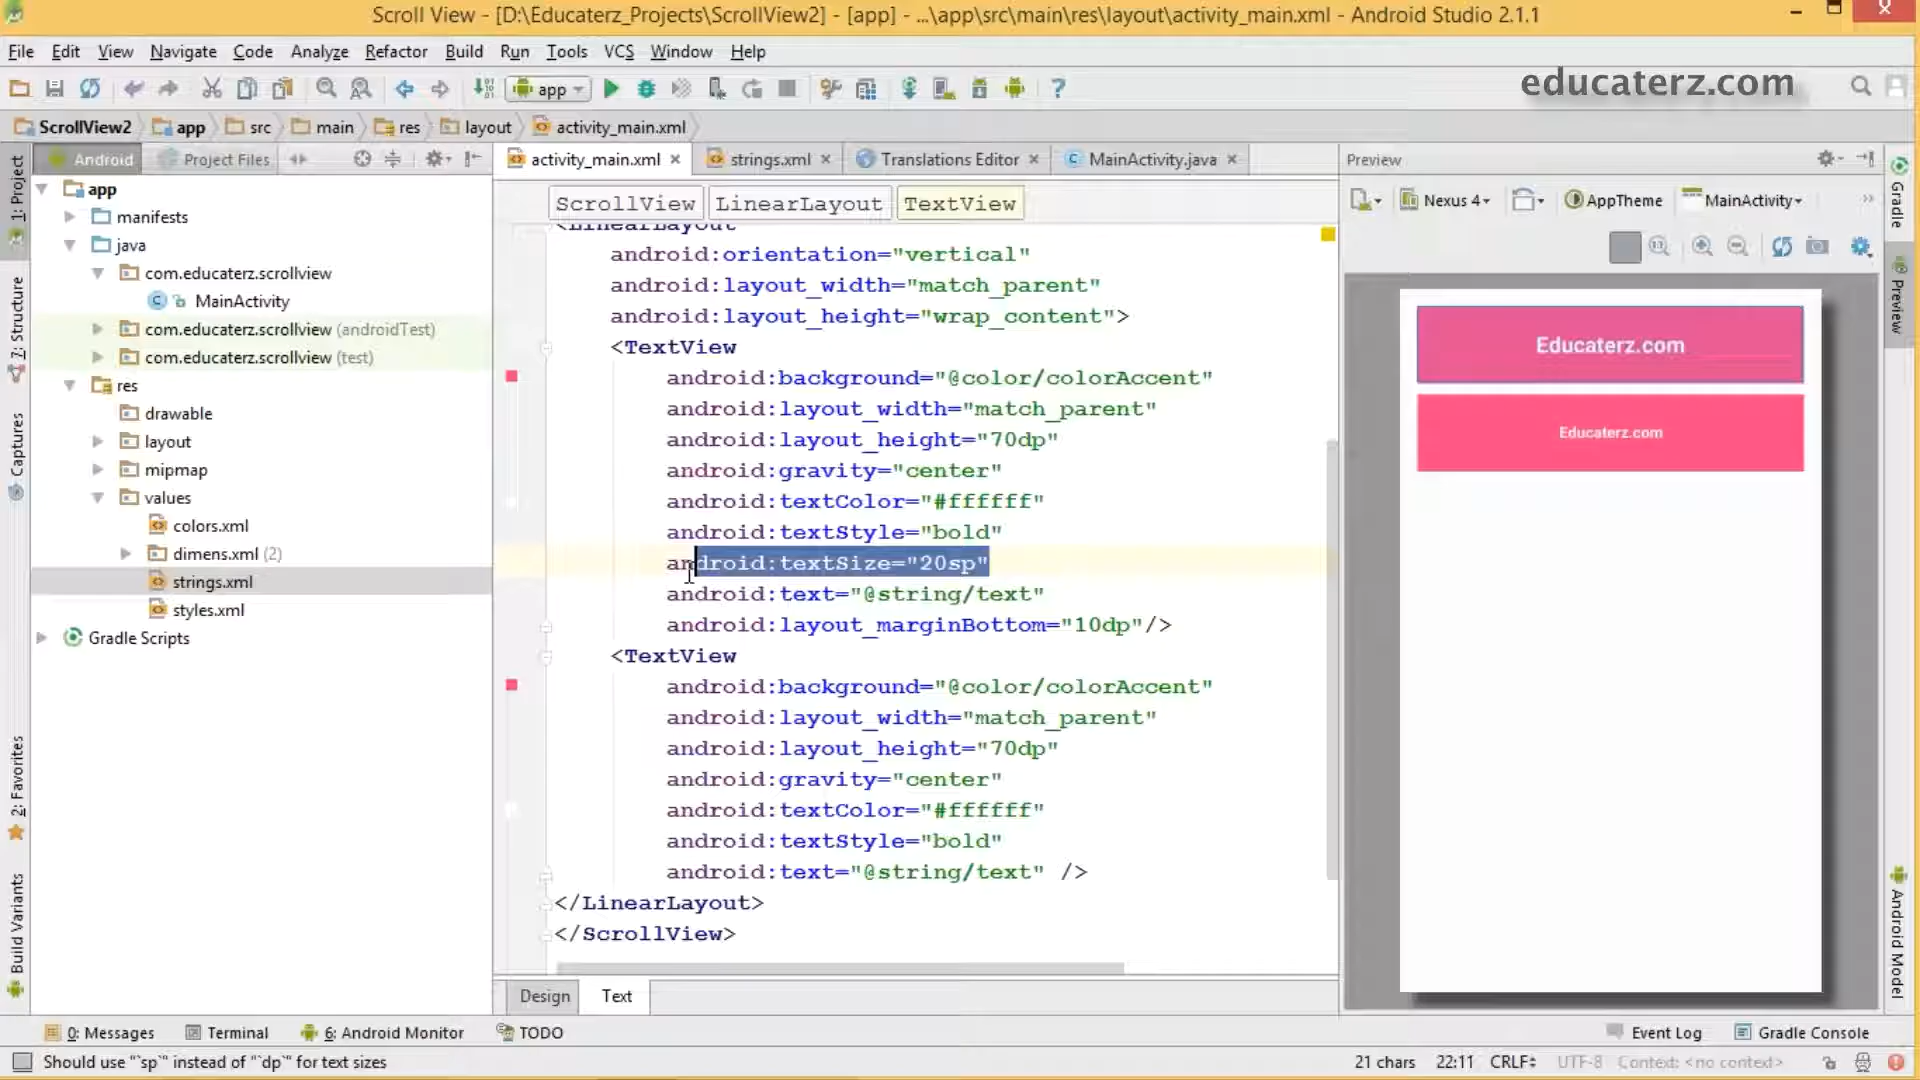 Scroll View - [D:\Educaterz_Projects\ScrollView2] - [app] - ...\app\src\main\res\layout\activity_main.xml - Android Studio 2.1.1
File Edit View Navigate Code Analyze Refactor Build Run Tools VCS Window Help
app
educaterz.com
ScrollView2 app src main res layout activity_main.xml
Android Project Files
activity_main.xml strings.xml Translations Editor MainActivity.java
Preview
1: Project
7: Structure
Captures
2: Favorites
Build Variants
app
manifests
java
com.educaterz.scrollview
MainActivity
com.educaterz.scrollview (androidTest)
com.educaterz.scrollview (test)
res
drawable
layout
mipmap
values
colors.xml
dimens.xml (2)
strings.xml
styles.xml
Gradle Scripts
ScrollView LinearLayout TextView
<LinearLayout
android:orientation="vertical"
android:layout_width="match_parent"
android:layout_height="wrap_content">
<TextView
android:background="@color/colorAccent"
android:layout_width="match_parent"
android:layout_height="70dp"
android:gravity="center"
android:textColor="#ffffff"
android:textStyle="bold"
android:textSize="20sp"
android:text="@string/text"
android:layout_marginBottom="10dp"/>
<TextView
android:background="@color/colorAccent"
android:layout_width="match_parent"
android:layout_height="70dp"
android:gravity="center"
android:textColor="#ffffff"
android:textStyle="bold"
android:text="@string/text" />
</LinearLayout>
</ScrollView>
Design Text
Nexus 4 AppTheme MainActivity
Educaterz.com
Educaterz.com
Gradle
Preview
Android Model
0: Messages Terminal 6: Android Monitor TODO Event Log Gradle Console
Should use "`sp`" instead of "`dp`" for text sizes 21 chars 22:11 CRLF UTF-8 Context: <no context>